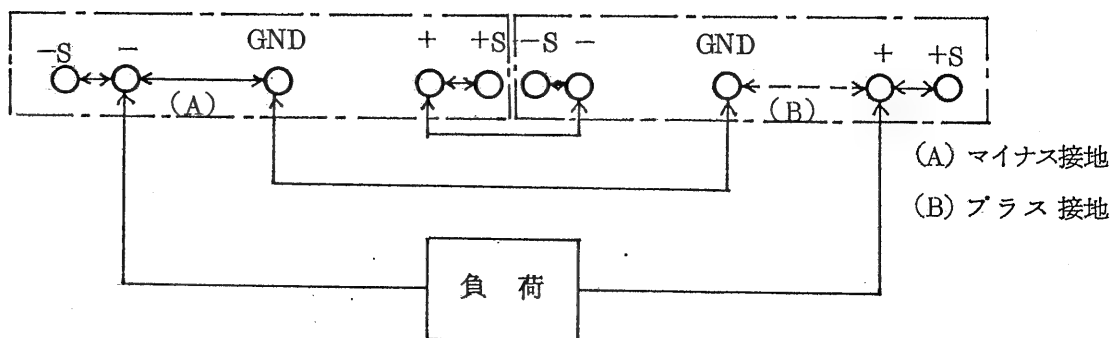 -S - GND + +S -S - GND + +S
(A) (B)
(A) マイナス接地
(B) プラス接地
負荷